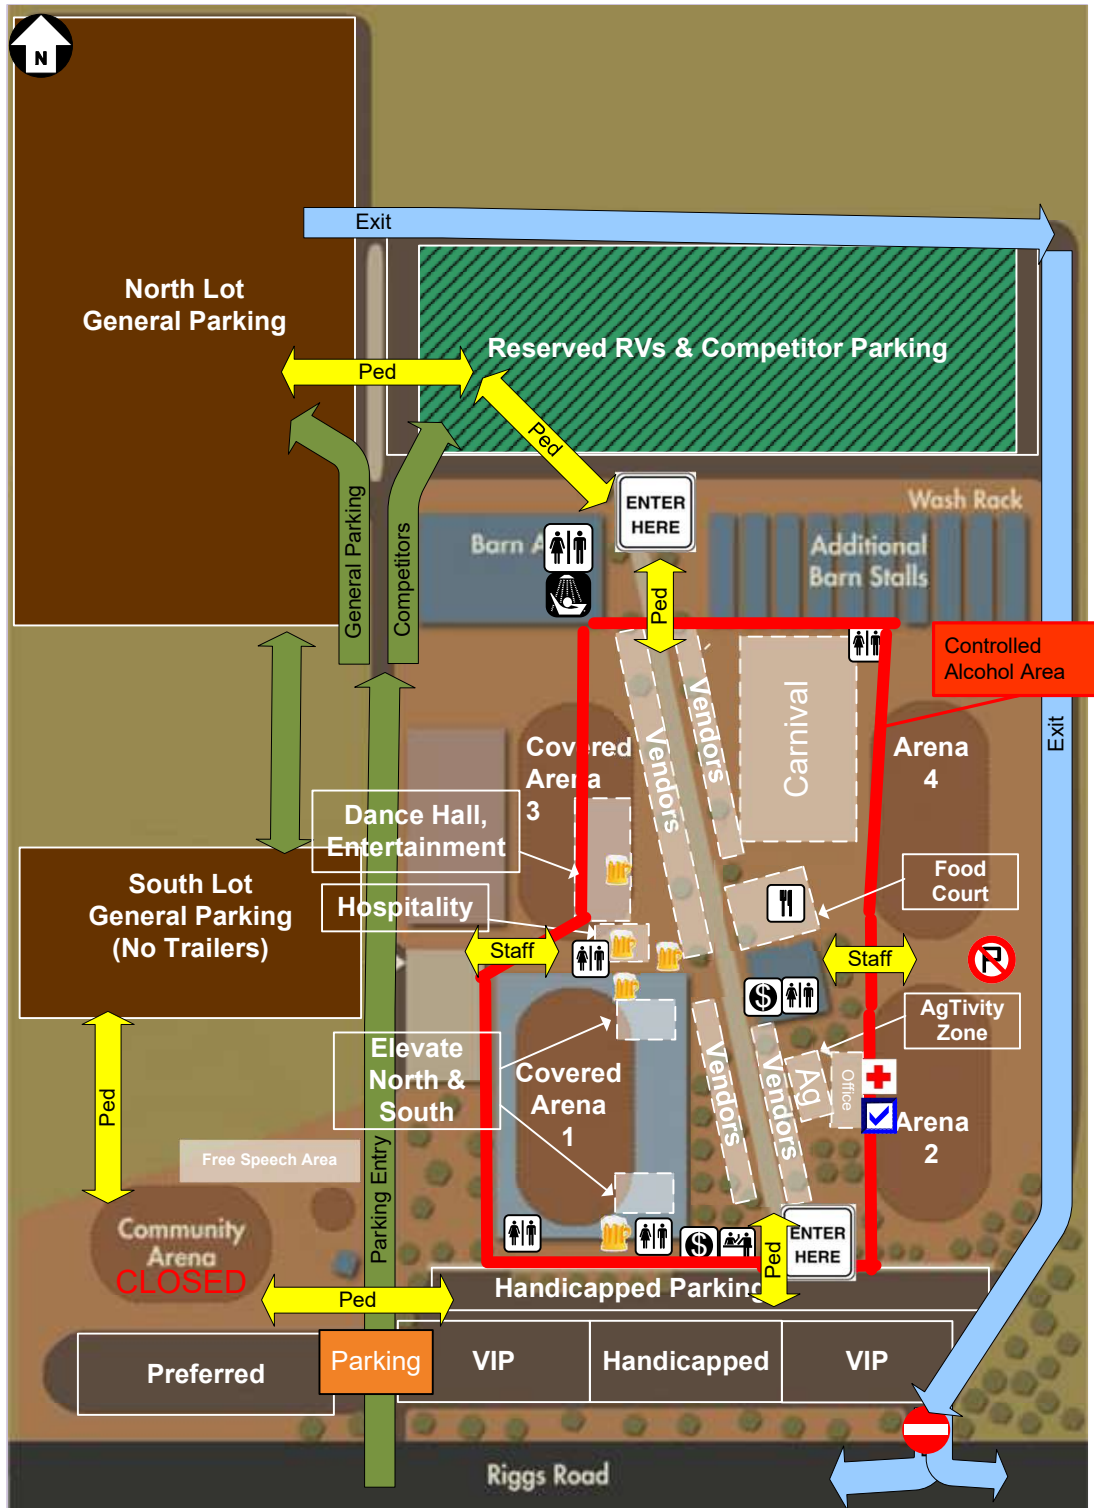 N
Exit
North Lot
General Parking
Reserved RVs & Competitor Parking
Ped
Ped
ENTER
HERE
Wash Rack
Barn A
Additional
Barn Stalls
General Parking
Competitors
Ped
Controlled
Alcohol Area
Exit
Vendors
Vendors
Carnival
Covered
Arena
3
Arena
4
Dance Hall,
Entertainment
Food
Court
South Lot
General Parking
(No Trailers)
Hospitality
Staff
Staff
P
$
AgTivity
Zone
Elevate
North &
South
Covered
Arena
1
Vendors
Vendors
Ag
Office
Arena
2
Ped
Free Speech Area
Parking Entry
Community
Arena
CLOSED
$
Ped
ENTER
HERE
Ped
Handicapped Parking
Preferred
Parking
VIP
Handicapped
VIP
Riggs Road